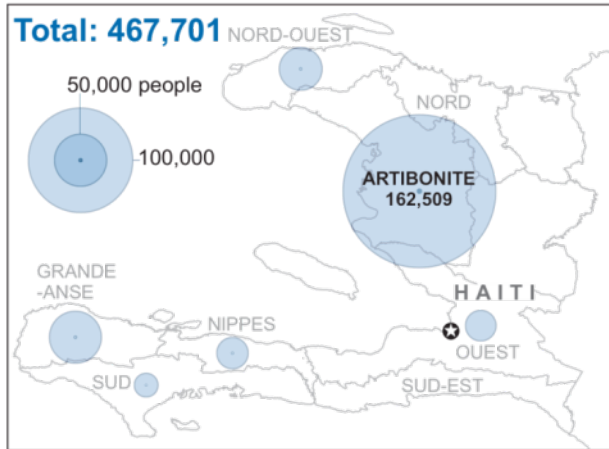 Total: 467,701
NORD-OUEST
50,000 people
NORD
100,000
ARTIBONITE
162,509
GRANDE
-ANSE
HAITI
NIPPES
OUEST
SUD
SUD-EST